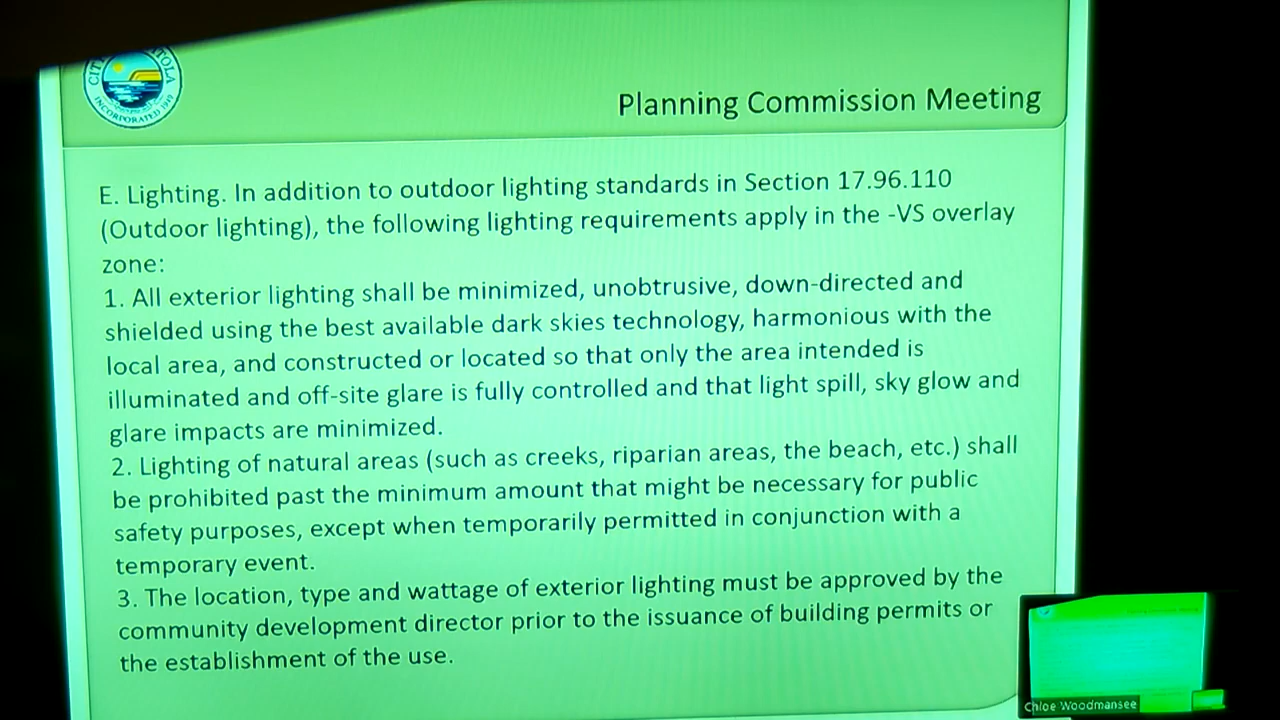 CITY
TOLA
INCORPORATED 1949
Planning Commission Meeting
E. Lighting. In addition to outdoor lighting standards in Section 17.96.110
(Outdoor lighting), the following lighting requirements apply in the -VS overlay
zone:
1. All exterior lighting shall be minimized, unobtrusive, down-directed and
shielded using the best available dark skies technology, harmonious with the
local area, and constructed or located so that only the area intended is
illuminated and off-site glare is fully controlled and that light spill, sky glow and
glare impacts are minimized.
2. Lighting of natural areas (such as creeks, riparian areas, the beach, etc.) shall
be prohibited past the minimum amount that might be necessary for public
safety purposes, except when temporarily permitted in conjunction with a
temporary event.
3. The location, type and wattage of exterior lighting must be approved by the
community development director prior to the issuance of building permits or
the establishment of the use.
Chloe Woodmansee